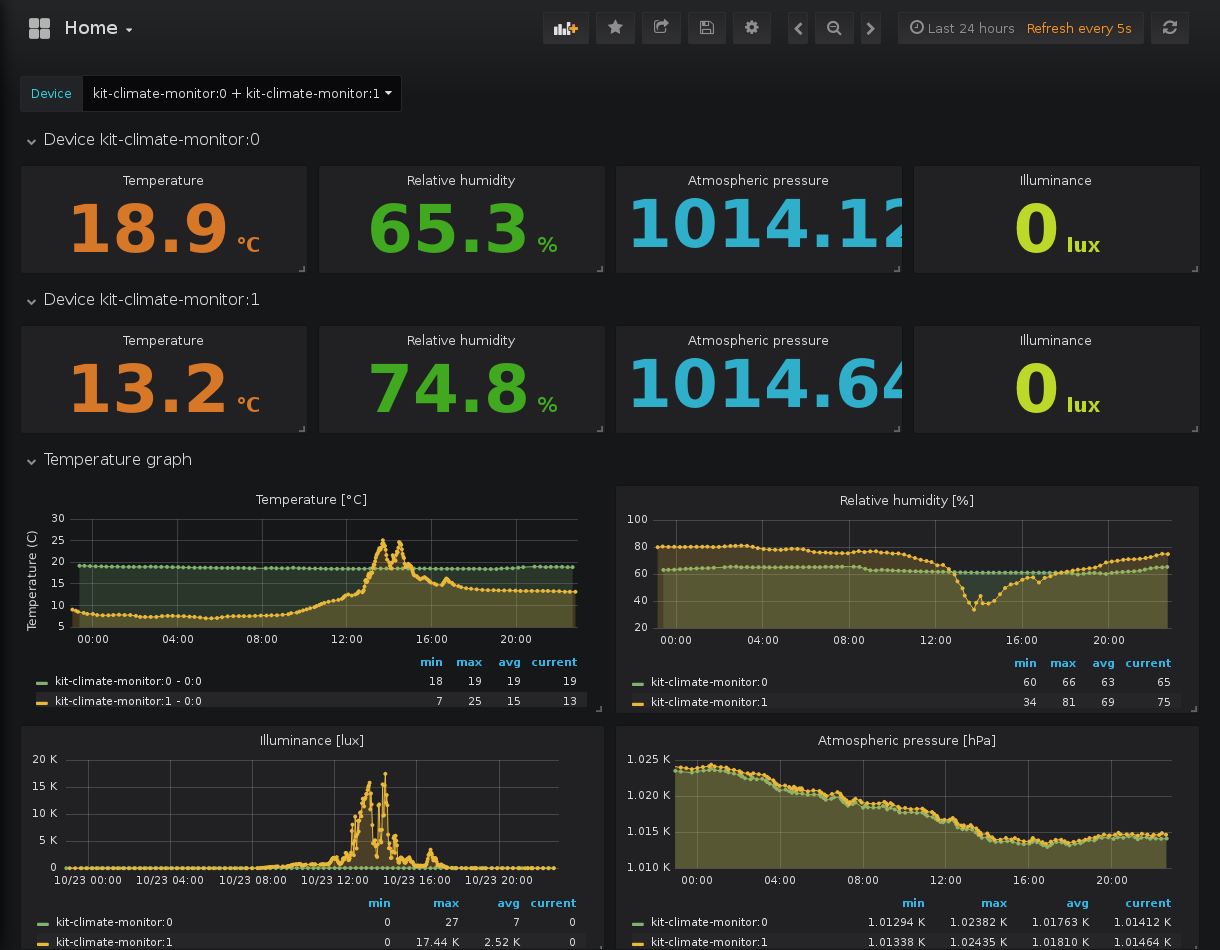 Home
Last 24 hours Refresh every 5s
Device kit-climate-monitor:0 + kit-climate-monitor:1
Device kit-climate-monitor:0
Temperature Relative humidity Atmospheric pressure Illuminance
18.9 °C 65.3 % 1014.12 0 lux
Device kit-climate-monitor:1
Temperature Relative humidity Atmospheric pressure Illuminance
13.2 °C 74.8 % 1014.64 0 lux
Temperature graph
Temperature [°C]
Temperature (C)
30
25
20
15
10
5
00:00 04:00 08:00 12:00 16:00 20:00
min max avg current
kit-climate-monitor:0 - 0:0 18 19 19 19
kit-climate-monitor:1 - 0:0 7 25 15 13
Relative humidity [%]
100
80
60
40
20
00:00 04:00 08:00 12:00 16:00 20:00
min max avg current
kit-climate-monitor:0 60 66 63 65
kit-climate-monitor:1 34 81 69 75
Illuminance [lux]
20 K
15 K
10 K
5 K
0
10/23 00:00 10/23 04:00 10/23 08:00 10/23 12:00 10/23 16:00 10/23 20:00
min max avg current
kit-climate-monitor:0 0 27 7 0
kit-climate-monitor:1 0 17.44 K 2.52 K 0
Atmospheric pressure [hPa]
1.025 K
1.020 K
1.015 K
1.010 K
00:00 04:00 08:00 12:00 16:00 20:00
min max avg current
kit-climate-monitor:0 1.01294 K 1.02382 K 1.01763 K 1.01412 K
kit-climate-monitor:1 1.01338 K 1.02435 K 1.01810 K 1.01464 K